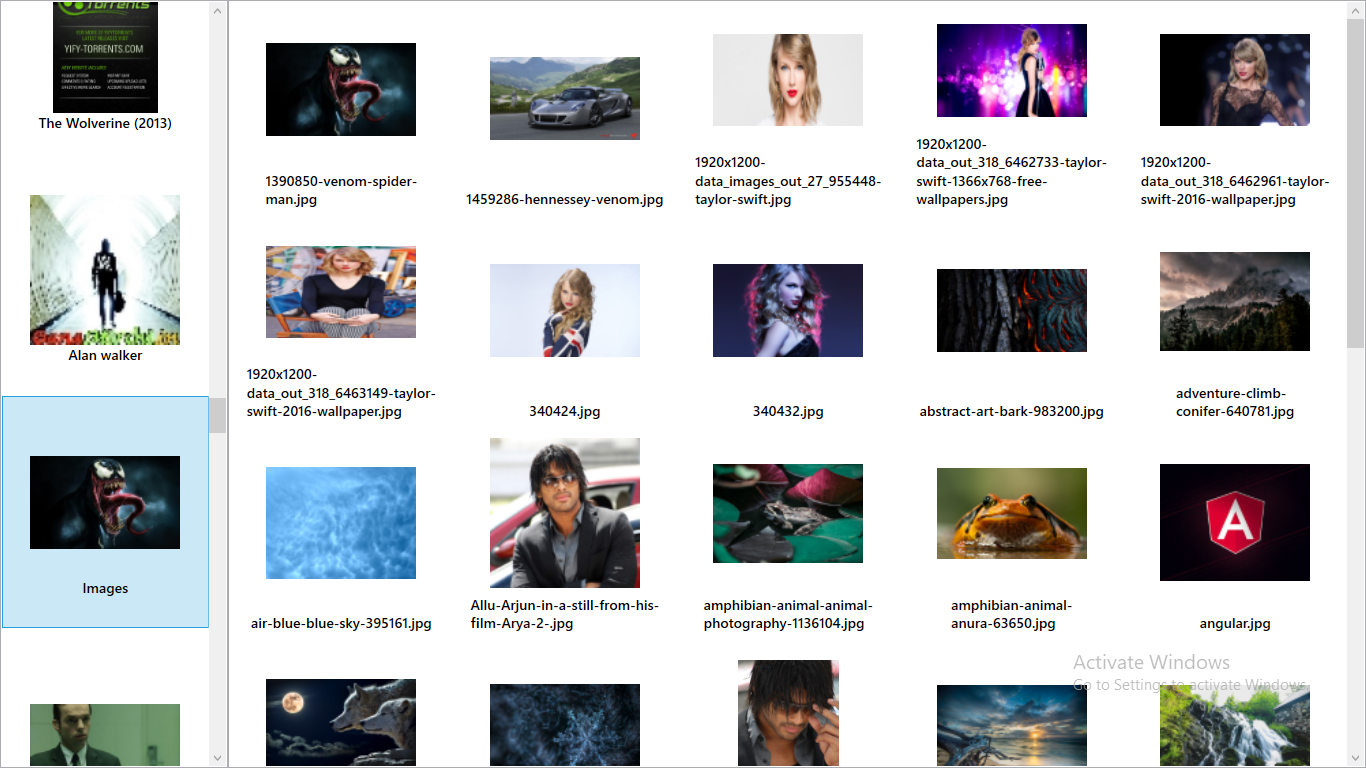 Torrents
YIFY-TORRENTS.COM
The Wolverine (2013)
Alan walker
Images
1390850-venom-spider-
man.jpg
1459286-hennessey-venom.jpg
1920x1200-
data_images_out_27_955448-
taylor-swift.jpg
1920x1200-
data_out_318_6462733-taylor-
swift-1366x768-free-
wallpapers.jpg
1920x1200-
data_out_318_6462961-taylor-
swift-2016-wallpaper.jpg
1920x1200-
data_out_318_6463149-taylor-
swift-2016-wallpaper.jpg
340424.jpg
340432.jpg
abstract-art-bark-983200.jpg
adventure-climb-
conifer-640781.jpg
air-blue-blue-sky-395161.jpg
Allu-Arjun-in-a-still-from-his-
film-Arya-2-.jpg
amphibian-animal-animal-
photography-1136104.jpg
amphibian-animal-
anura-63650.jpg
A
angular.jpg
Activate Windows
Go to Settings to activate Windows.